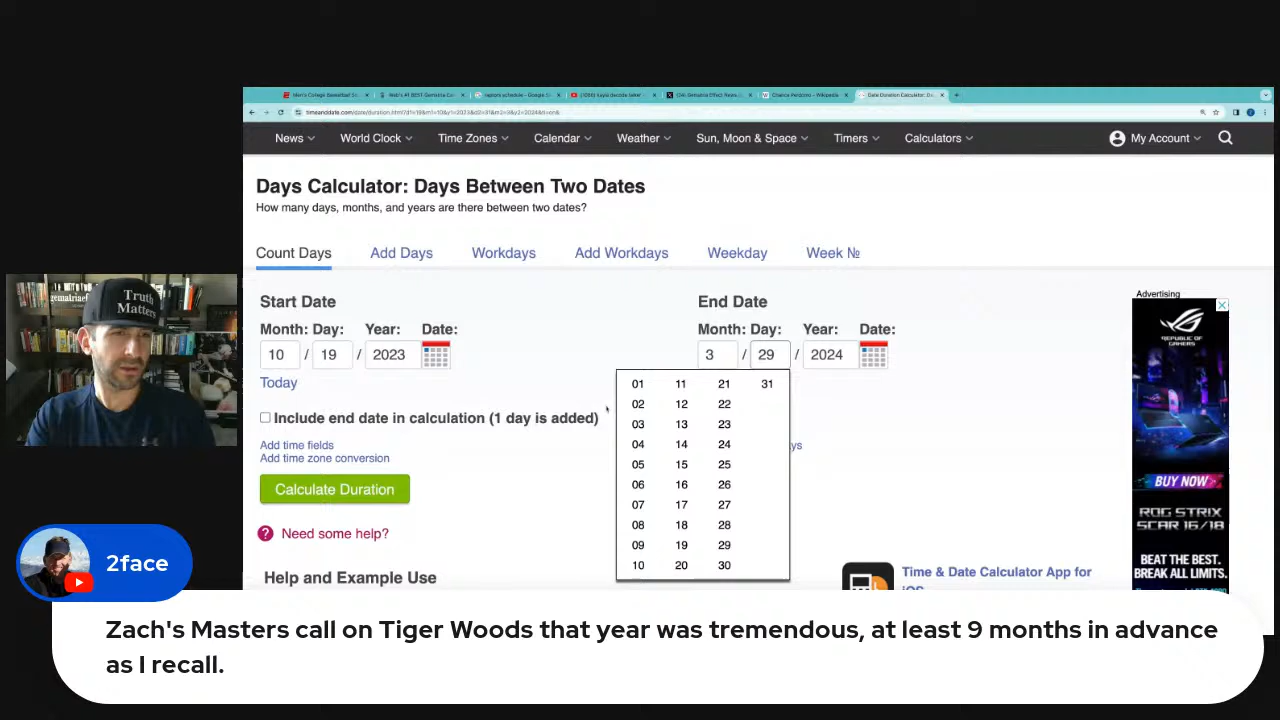 News World Clock Time Zones Calendar Weather Sun, Moon & Space Timers Calculators My Account
Days Calculator: Days Between Two Dates
How many days, months, and years are there between two dates?
Count Days Add Days Workdays Add Workdays Weekday Week №
Advertising
Start Date End Date
Month: Day: Year: Date: Month: Day: Year: Date:
10 / 19 / 2023 3 / 29 / 2024
Today
01 11 21 31
02 12 22
03 13 23
04 14 24
05 15 25
06 16 26
07 17 27
08 18 28
09 19 29
10 20 30
Include end date in calculation (1 day is added)
Add time fields
Add time zone conversion
Calculate Duration
? Need some help?
Help and Example Use
Time & Date Calculator App for
iOS
REPUBLIC OF
GAMERS
BUY NOW
ROG STRIX
SCAR 16/18
BEAT THE BEST.
BREAK ALL LIMITS.
Truth
Matters
2face
Zach's Masters call on Tiger Woods that year was tremendous, at least 9 months in advance
as I recall.